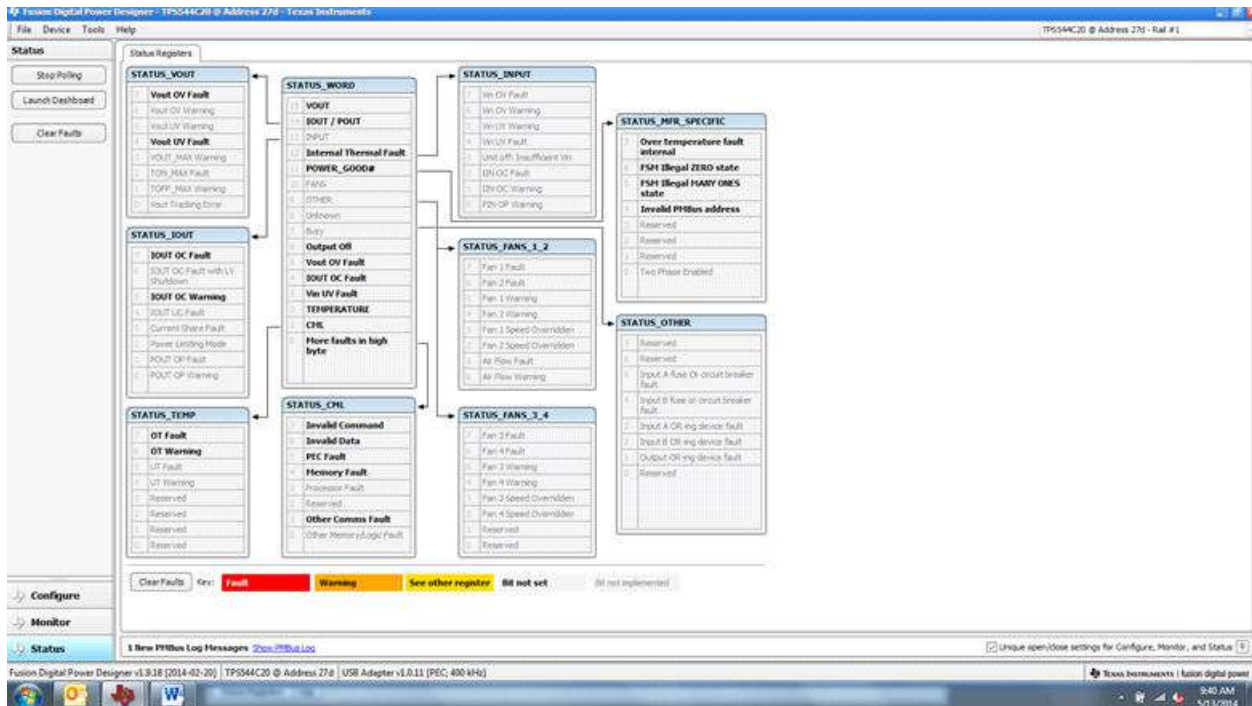 Fusion Digital Power Designer - TPS544C20 @ Address 27d - Texas Instruments
File Device Tools Help
TPS544C20 @ Address 27d - Rail #1
Status
Stop Polling
Launch Dashboard
Clear Faults
Status Registers
STATUS_VOUT
7 Vout OV Fault
Vout OV Warning
Vout UV Warning
4 Vout UV Fault
VOUT_MAX Warning
TON_MAX Fault
TOFF_MAX Warning
Vout Tracking Error
STATUS_IOUT
7 IOUT OC Fault
IOUT OC Fault with LV
Shutdown
IOUT OC Warning
IOUT UC Fault
Current Share Fault
Power Limiting Mode
POUT OP Fault
POUT OP Warning
STATUS_TEMP
7 OT Fault
OT Warning
UT Fault
UT Warning
Reserved
Reserved
Reserved
Reserved
STATUS_WORD
15 VOUT
14 IOUT / POUT
13 INPUT
12 Internal Thermal Fault
11 POWER_GOOD#
10 FANS
OTHER
Unknown
Busy
Output Off
Vout OV Fault
IOUT OC Fault
Vin UV Fault
TEMPERATURE
CML
More faults in high
byte
STATUS_CML
Invalid Command
Invalid Data
PEC Fault
Memory Fault
Processor Fault
Reserved
Other Comms Fault
Other Memory/Logic Fault
STATUS_INPUT
Vin OV Fault
Vin OV Warning
Vin UV Warning
Vin UV Fault
Unit off: Insufficient Vin
IIN OC Fault
IIN OC Warning
PIN OP Warning
STATUS_FANS_1_2
Fan 1 Fault
Fan 2 Fault
Fan 1 Warning
Fan 2 Warning
Fan 1 Speed Overridden
Fan 2 Speed Overridden
Air Flow Fault
Air Flow Warning
STATUS_FANS_3_4
Fan 3 Fault
Fan 4 Fault
Fan 3 Warning
Fan 4 Warning
Fan 3 Speed Overridden
Fan 4 Speed Overridden
Reserved
Reserved
STATUS_MFR_SPECIFIC
7 Over temperature fault
internal
FSM Illegal ZERO state
FSM Illegal MANY ONES
state
4 Invalid PMBus address
Reserved
Reserved
Reserved
Two Phase Enabled
STATUS_OTHER
Reserved
Reserved
Input A fuse Or circuit breaker
fault
Input B fuse or circuit breaker
fault
Input A OR-ing device fault
Input B OR-ing device fault
Output OR-ing device fault
Reserved
Clear Faults Key: Fault Warning See other register Bit not set Bit not implemented
Configure
Monitor
Status
1 New PMBus Log Messages Show PMBus Log
Unique open/close settings for Configure, Monitor, and Status
Fusion Digital Power Designer v1.9.18 [2014-02-20] TPS544C20 @ Address 27d USB Adapter v1.0.11 [PEC; 400 kHz]
TEXAS INSTRUMENTS | fusion digital power
9:40 AM
5/13/2014